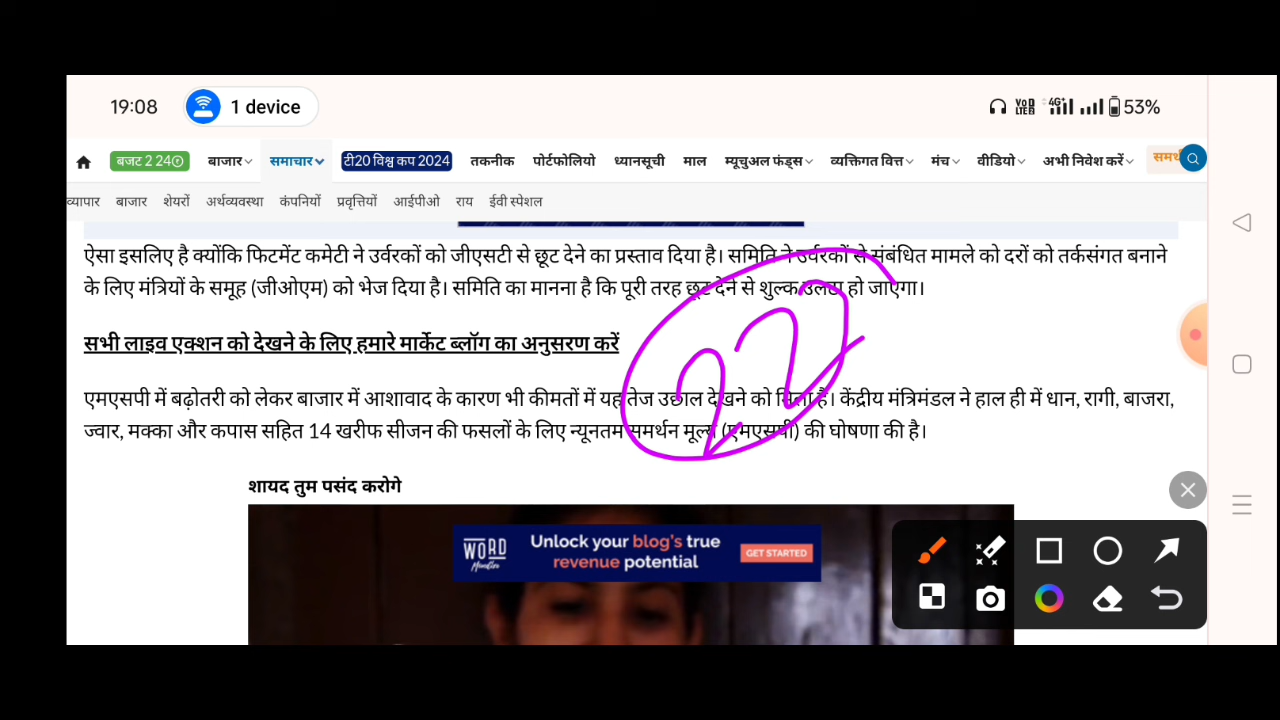 19:08 1 device VoD LTE 4G+ 53%
बजट 2 24 बाजार समाचार टी20 विश्व कप 2024 तकनीक पोर्टफोलियो ध्यानसूची माल म्यूचुअल फंड्स व्यक्तिगत वित्त मंच वीडियो अभी निवेश करें
व्यापार बाजार शेयरों अर्थव्यवस्था कंपनियों प्रवृत्तियों आईपीओ राय ईवी स्पेशल
ऐसा इसलिए है क्योंकि फिटमेंट कमेटी ने उर्वरकों को जीएसटी से छूट देने का प्रस्ताव दिया है। समिति ने उर्वरकों से संबंधित मामले को दरों को तर्कसंगत बनाने
के लिए मंत्रियों के समूह (जीओएम) को भेज दिया है। समिति का मानना है कि पूरी तरह छूट देने से शुल्क उलटा हो जाएगा।
सभी लाइव एक्शन को देखने के लिए हमारे मार्केट ब्लॉग का अनुसरण करें
22
एमएसपी में बढ़ोतरी को लेकर बाजार में आशावाद के कारण भी कीमतों में यह तेज उछाल देखने को मिला है। केंद्रीय मंत्रिमंडल ने हाल ही में धान, रागी, बाजरा,
ज्वार, मक्का और कपास सहित 14 खरीफ सीजन की फसलों के लिए न्यूनतम समर्थन मूल्य (एमएसपी) की घोषणा की है।
शायद तुम पसंद करोगे
WORD Unlock your blog's true GET STARTED
Monetize revenue potential